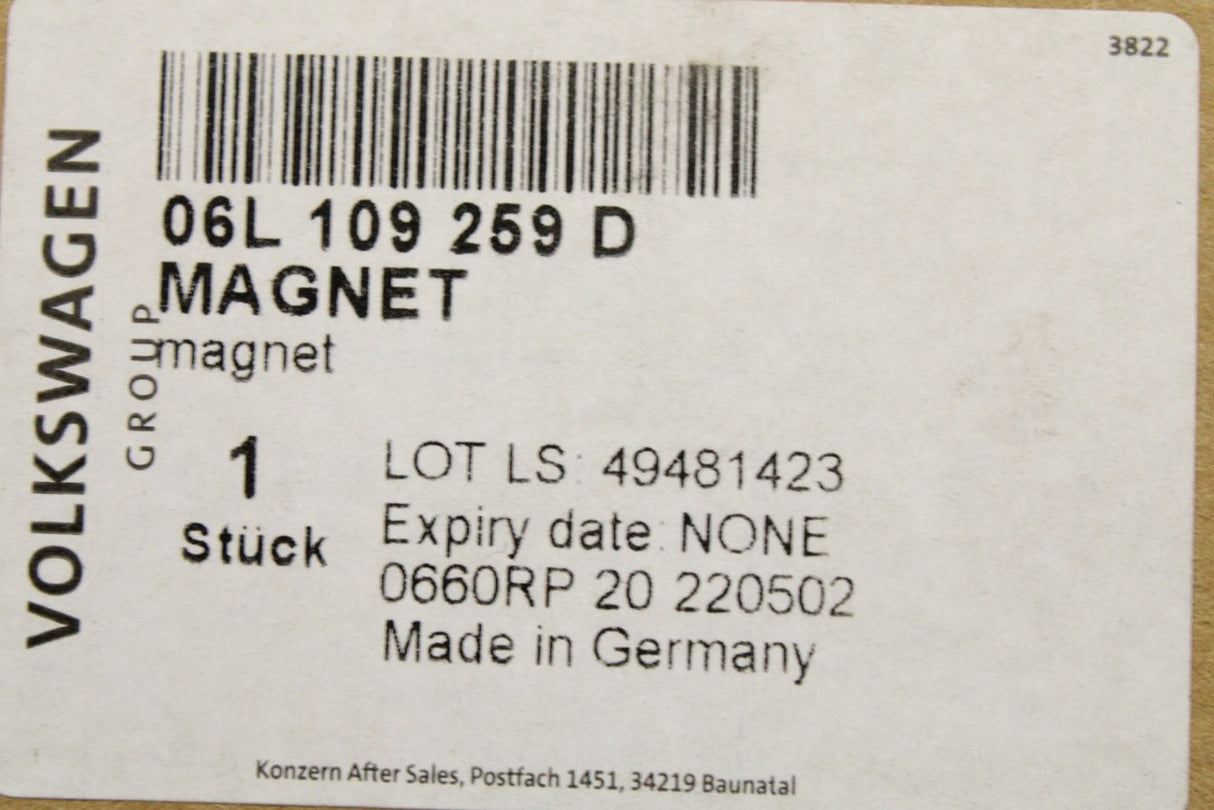 3822
VOLKSWAGEN
GROUP
06L 109 259 D
MAGNET
magnet
1
Stück
LOT LS: 49481423
Expiry date: NONE
0660RP 20 220502
Made in Germany
Konzern After Sales, Postfach 1451, 34219 Baunatal